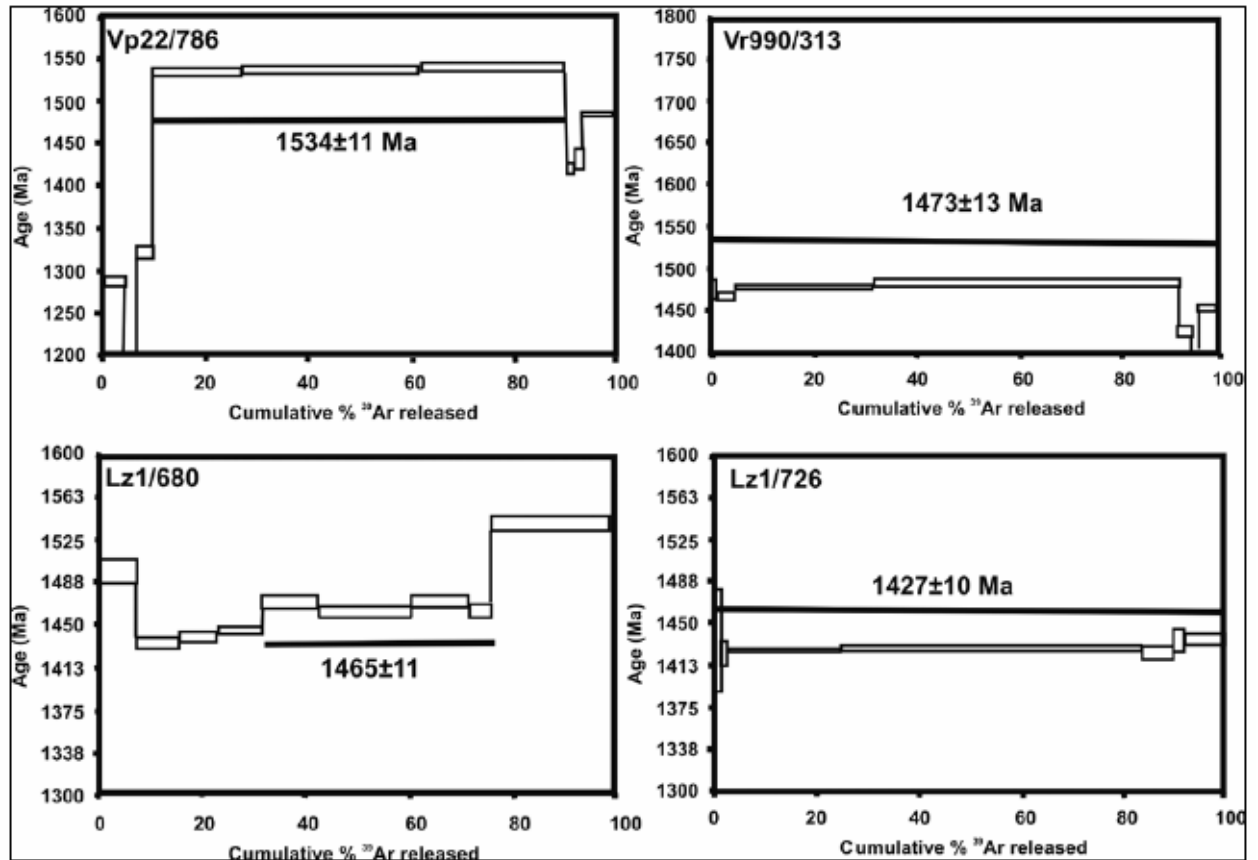 Vp22/786
Age (Ma)
1600
1550
1500
1450
1400
1350
1300
1250
1200
1534±11 Ma
0 20 40 60 80 100
Cumulative % ³⁹Ar released
Vr990/313
Age (Ma)
1800
1750
1700
1650
1600
1550
1500
1450
1400
1473±13 Ma
0 20 40 60 80 100
Cumulative % ³⁹Ar released
Lz1/680
Age (Ma)
1600
1563
1525
1488
1450
1413
1375
1338
1300
1465±11
0 20 40 60 80 100
Cumulative % ³⁹Ar released
Lz1/726
Age (Ma)
1600
1563
1525
1488
1450
1413
1375
1338
1300
1427±10 Ma
0 20 40 60 80 100
Cumulative % ³⁹Ar released